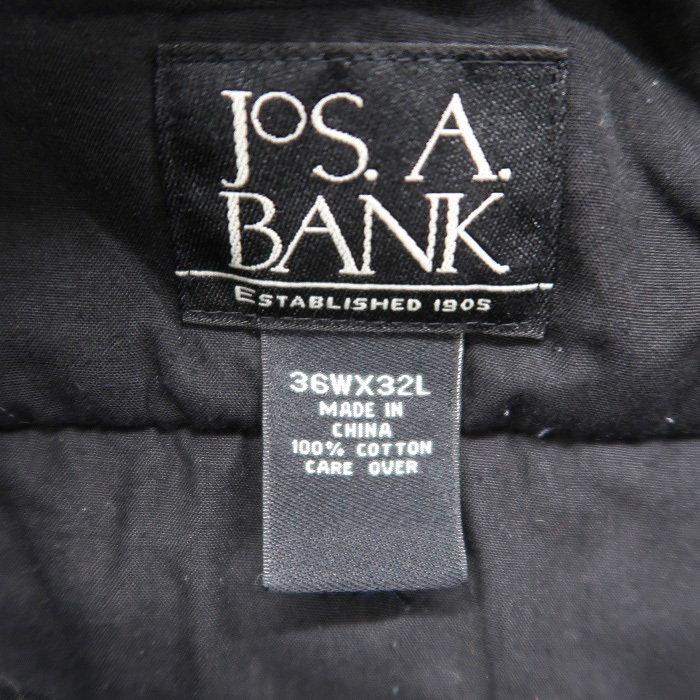 JOS. A.
BANK
ESTABLISHED 1905
36WX32L
MADE IN
CHINA
100% COTTON
CARE OVER